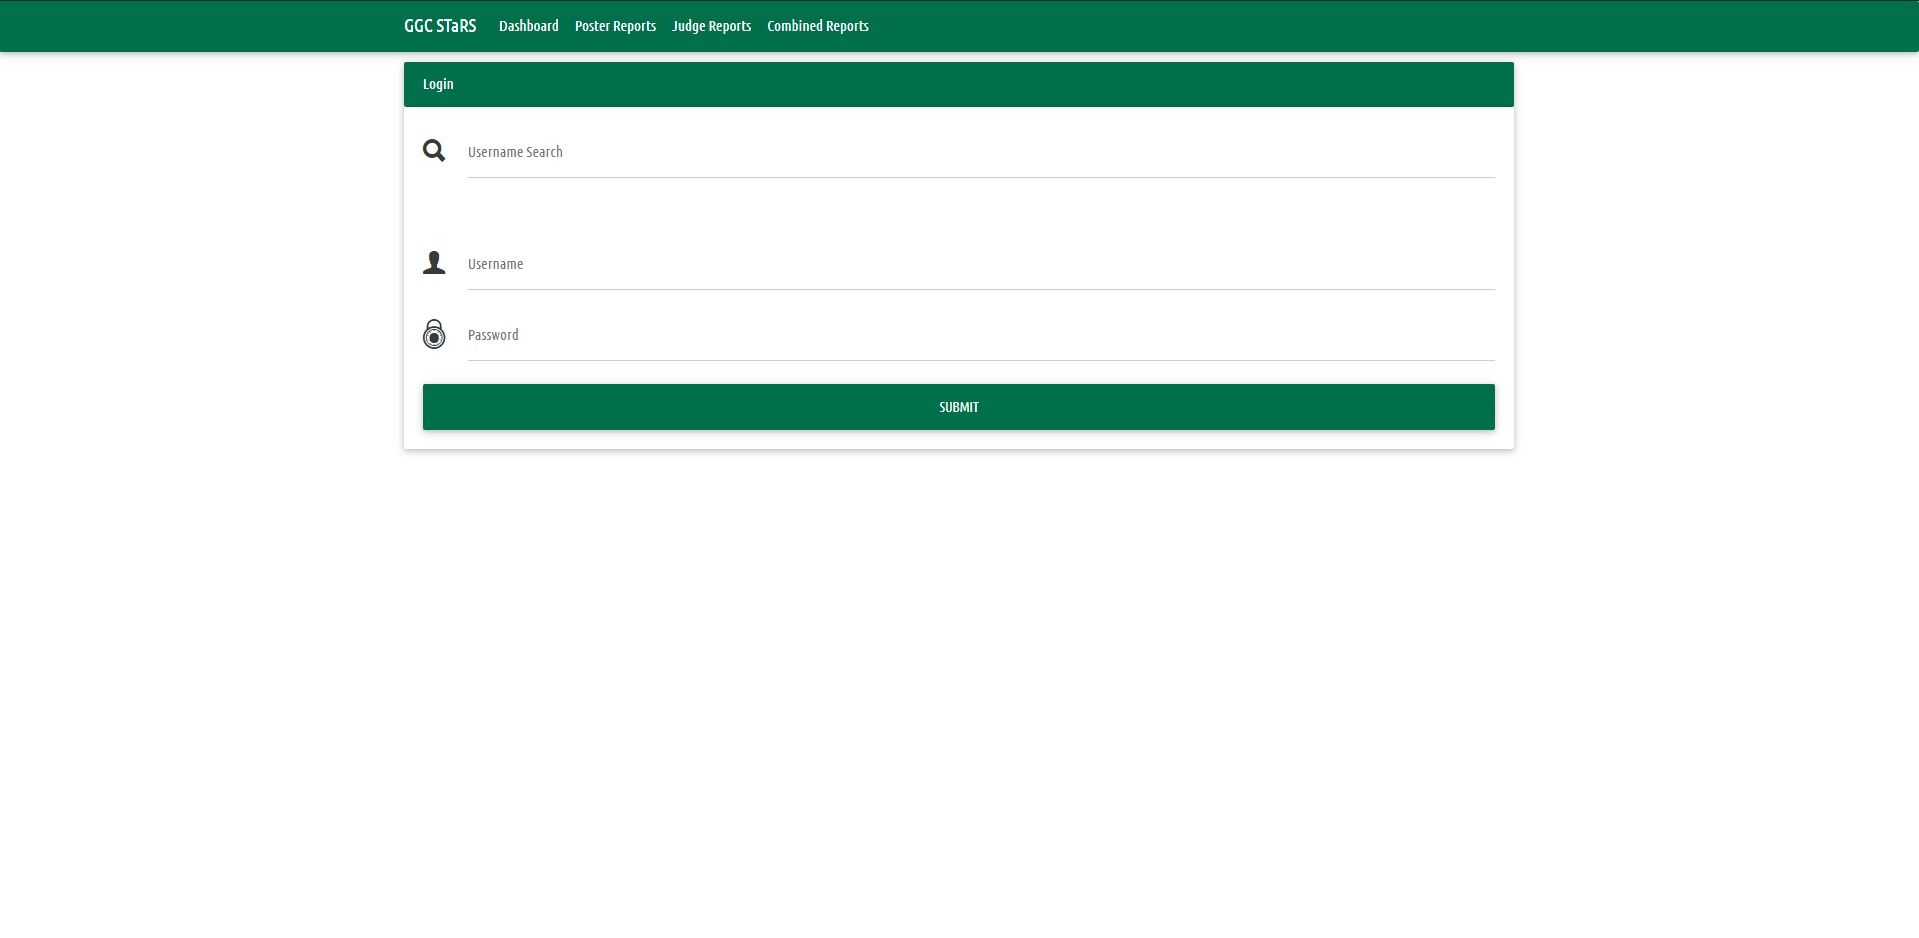 GGC STaRS Dashboard Poster Reports Judge Reports Combined Reports
Login
Username Search
Username
Password
SUBMIT